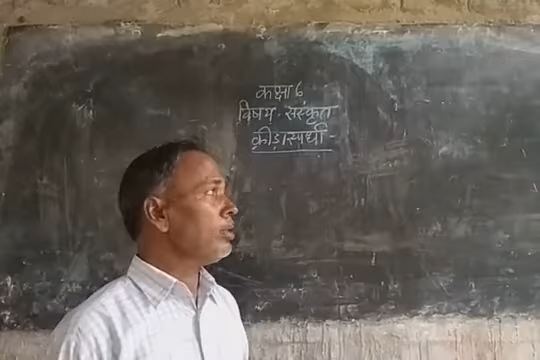 कक्षा 6
विषय - संस्कृत
क्रीडास्पर्धा -